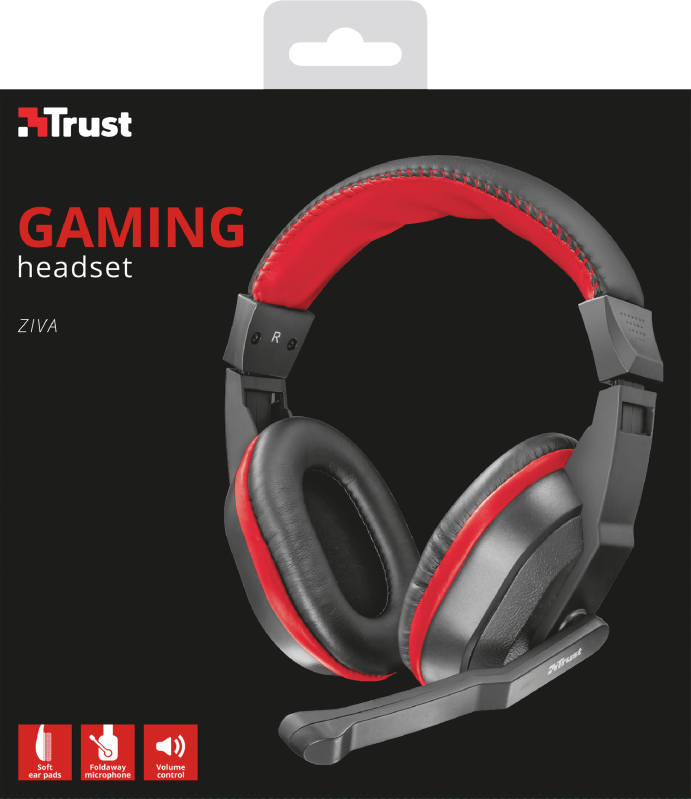 Trust
GAMING
headset
ZIVA
R
Trust
Soft
ear pads
Foldaway
microphone
Volume
control